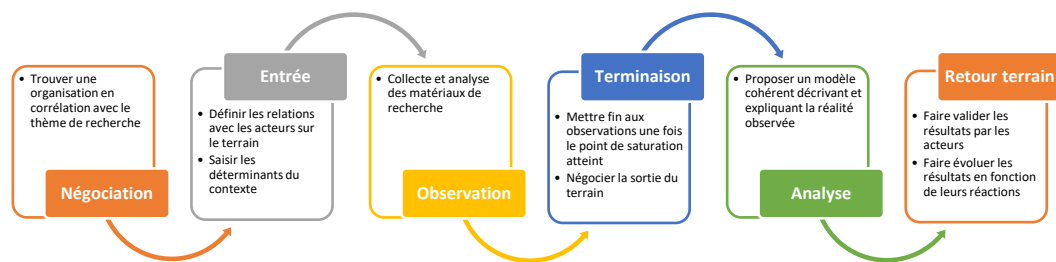 • Trouver une
organisation en
corrélation avec le
thème de recherche
Négociation
Entrée
• Définir les relations
avec les acteurs sur
le terrain
• Saisir les
déterminants du
contexte
• Collecte et analyse
des matériaux de
recherche
Observation
Terminaison
• Mettre fin aux
observations une fois
le point de saturation
atteint
• Négocier la sortie du
terrain
• Proposer un modèle
cohérent décrivant et
expliquant la réalité
observée
Analyse
Retour terrain
• Faire valider les
résultats par les
acteurs
• Faire évoluer les
résultats en fonction
de leurs réactions